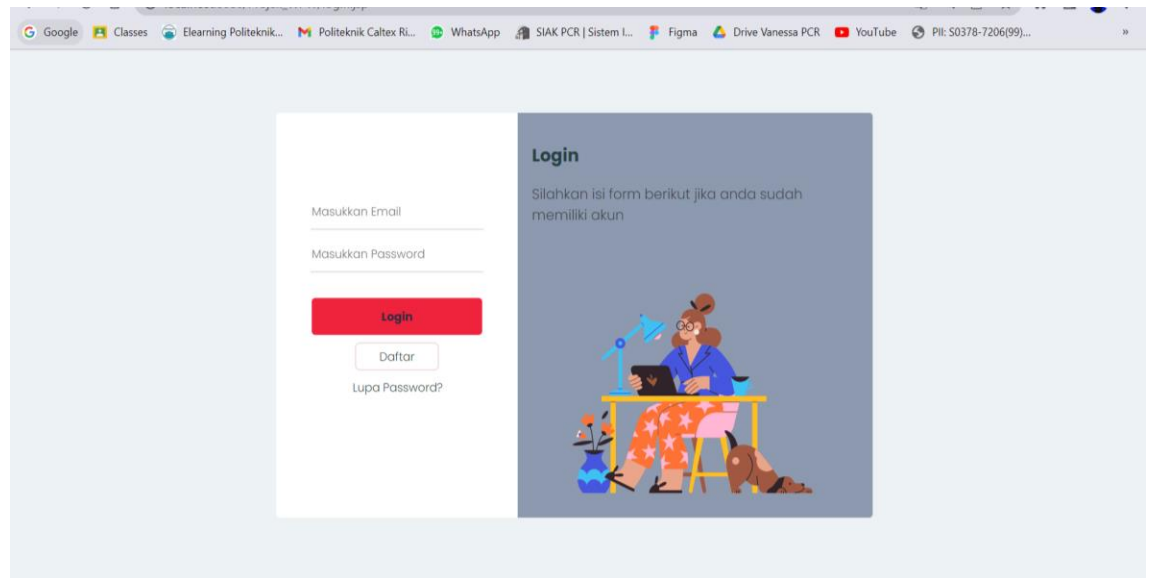 Google Classes Elearning Politeknik... Politeknik Caltex Ri... WhatsApp SIAK PCR | Sistem I... Figma Drive Vanessa PCR YouTube PII: S0378-7206(99)... »
Login
Silahkan isi form berikut jika anda sudah
memiliki akun
Masukkan Email
Masukkan Password
Login
Daftar
Lupa Password?